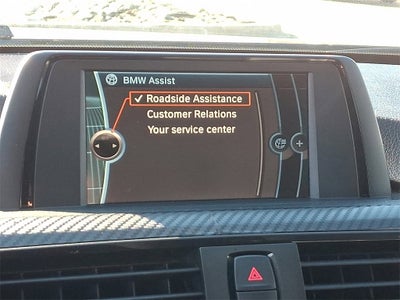 BMW Assist
Roadside Assistance
Customer Relations
Your service center